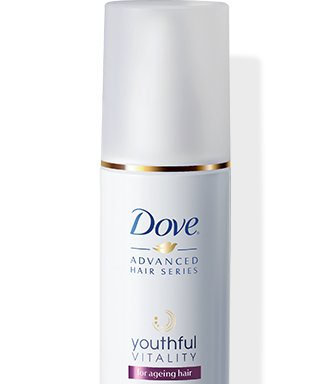 Dove
ADVANCED
HAIR SERIES
youthful
VITALITY
for ageing hair